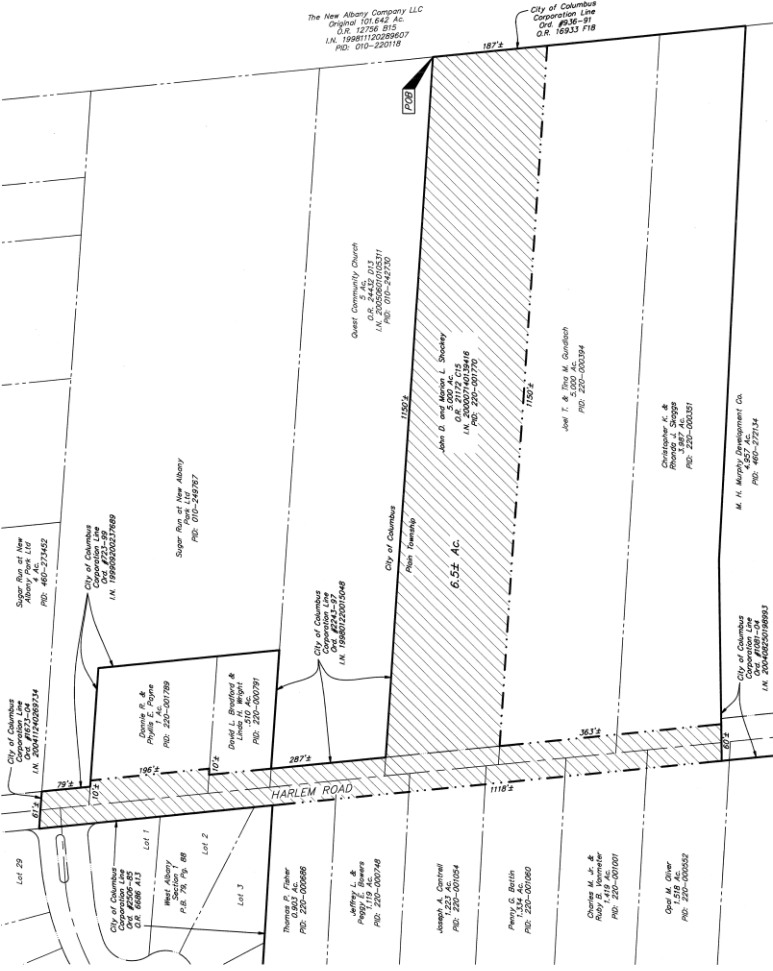 The New Albany Company LLC
Original 101.642 Ac.
O.R. 12756 B15
I.N. 199811120289607
PID: 010-220118
City of Columbus
Corporation Line
Ord. #936-91
O.R. 16933 F18
187'±
POB
Quest Community Church
5 Ac.
O.R. 24432 D13
I.N. 200506010105311
PID: 010-242730
1150'±
John D. and Marion L. Shockey
5.000 Ac.
O.R. 21172 C15
I.N. 200007140139416
PID: 220-001770
1150'±
Joel T. & Tina M. Gundlach
5.000 Ac.
PID: 220-000394
Christopher K. &
Rhonda J. Skaggs
3.987 Ac.
PID: 220-000351
M. H. Murphy Development Co.
4.957 Ac.
PID: 460-272134
Sugar Run at New Albany
Park Ltd
PID: 010-249767
Sugar Run at New
Albany Park Ltd
4 Ac.
PID: 460-273452
City of Columbus
Corporation Line
Ord. #723-99
I.N. 199909200237689
City of Columbus
Plain Township
6.5± Ac.
City of Columbus
Corporation Line
Ord. #2243-97
I.N. 199801220015048
City of Columbus
Corporation Line
Ord. #1081-04
I.N. 200408250198993
City of Columbus
Corporation Line
Ord. #1673-04
I.N. 200411240269734
Donnie R. &
Phyllis E. Payne
1 Ac.
PID: 220-001789
David L. Bradford &
Linda H. Wright
.510 Ac.
PID: 220-000791
79'±
10'±
196'±
10'±
287'±
363'±
60'±
61'±
HARLEM ROAD
1118'±
Lot 29
City of Columbus
Corporation Line
Ord. #2506-85
O.R. 6686 A13
Lot 1
West Albany
Section 1
P.B. 79, Pg. 88
Lot 2
Lot 3
Thomas P. Fisher
0.903 Ac.
PID: 220-000686
Jeffrey L. &
Peggy E. Bowers
1.119 Ac.
PID: 220-000748
Joseph A. Cantrell
1.223 Ac.
PID: 220-001054
Penny G. Battin
1.334 Ac.
PID: 220-001060
Charles M. Jr. &
Ruby B. Vanmeter
1.419 Ac.
PID: 220-001001
Opal M. Oliver
1.518 Ac.
PID: 220-000552